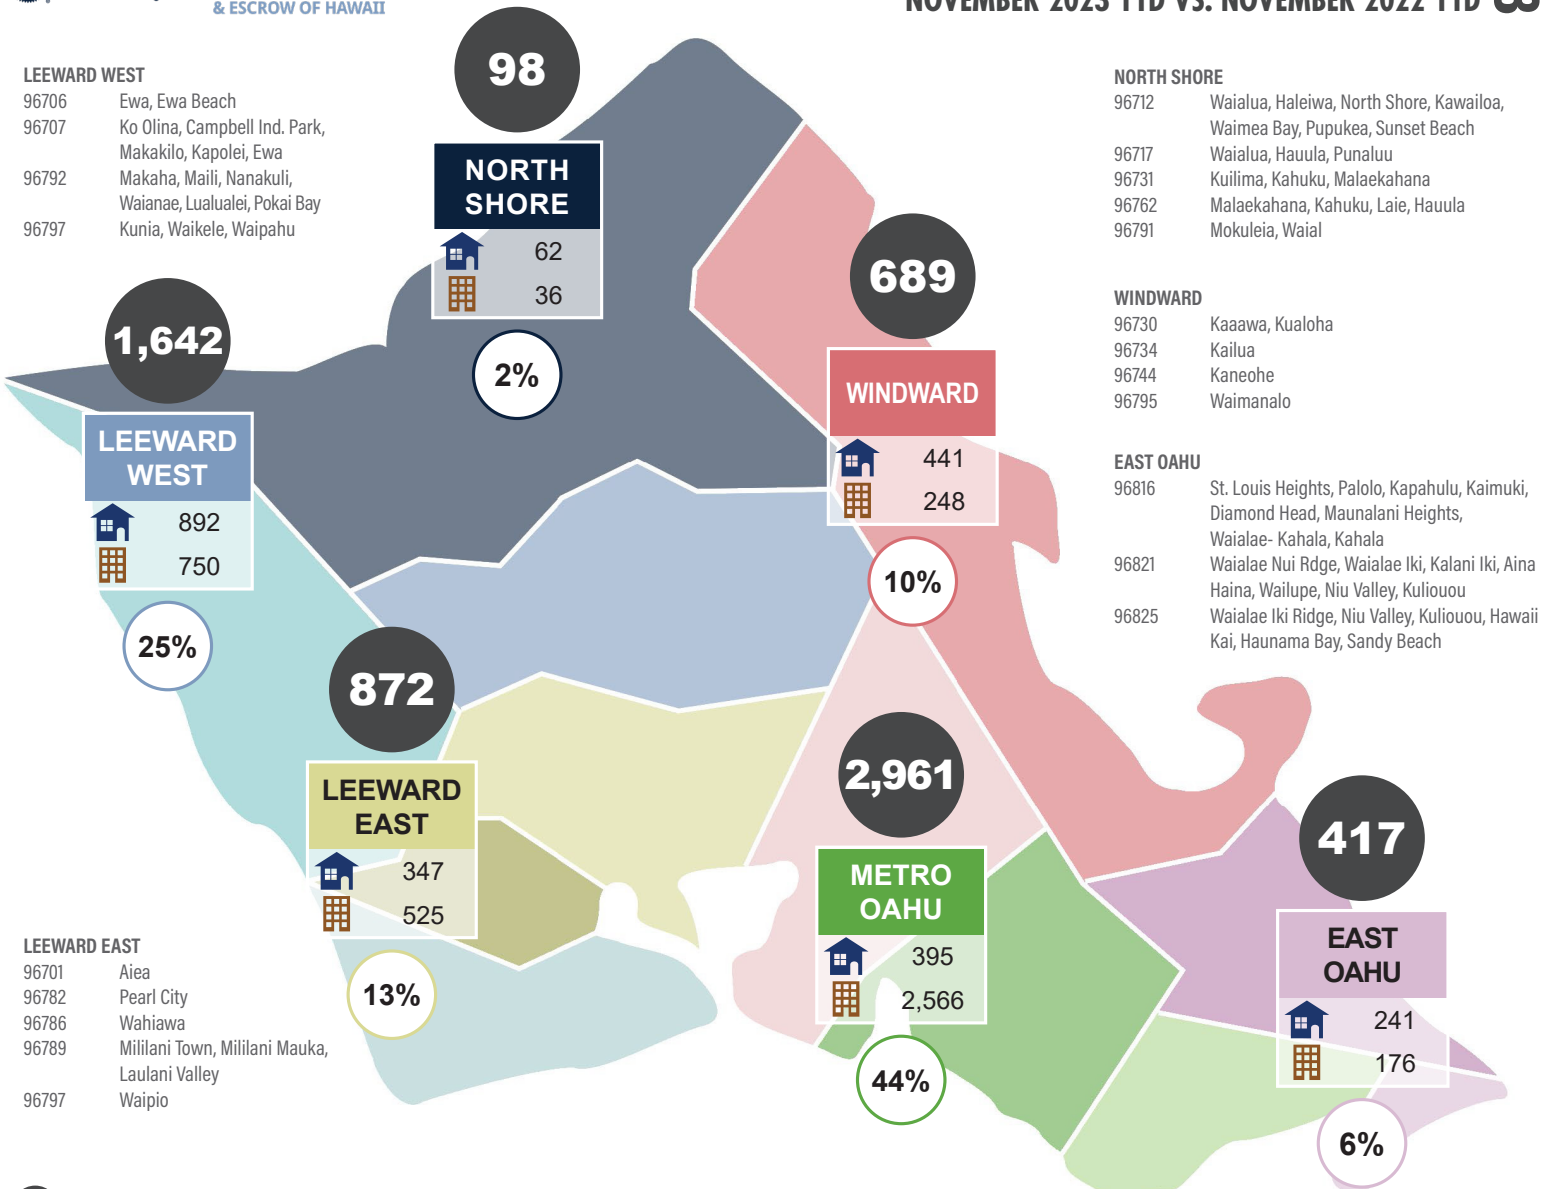 & ESCROW OF HAWAII
NOVEMBER 2023 YTD VS. NOVEMBER 2022 YTD
LEEWARD WEST
96706 Ewa, Ewa Beach
96707 Ko Olina, Campbell Ind. Park,
Makakilo, Kapolei, Ewa
96792 Makaha, Maili, Nanakuli,
Waianae, Lualualei, Pokai Bay
96797 Kunia, Waikele, Waipahu
98
NORTH
SHORE
62
36
2%
NORTH SHORE
96712 Waialua, Haleiwa, North Shore, Kawailoa,
Waimea Bay, Pupukea, Sunset Beach
96717 Waialua, Hauula, Punaluu
96731 Kuilima, Kahuku, Malaekahana
96762 Malaekahana, Kahuku, Laie, Hauula
96791 Mokuleia, Waial
WINDWARD
96730 Kaaawa, Kualoha
96734 Kailua
96744 Kaneohe
96795 Waimanalo
EAST OAHU
96816 St. Louis Heights, Palolo, Kapahulu, Kaimuki,
Diamond Head, Maunalani Heights,
Waialae- Kahala, Kahala
96821 Waialae Nui Rdge, Waialae Iki, Kalani Iki, Aina
Haina, Wailupe, Niu Valley, Kuliouou
96825 Waialae Iki Ridge, Niu Valley, Kuliouou, Hawaii
Kai, Haunama Bay, Sandy Beach
1,642
LEEWARD
WEST
892
750
25%
689
WINDWARD
441
248
10%
872
LEEWARD
EAST
347
525
13%
2,961
METRO
OAHU
395
2,566
44%
417
EAST
OAHU
241
176
6%
LEEWARD EAST
96701 Aiea
96782 Pearl City
96786 Wahiawa
96789 Mililani Town, Mililani Mauka,
Laulani Valley
96797 Waipio